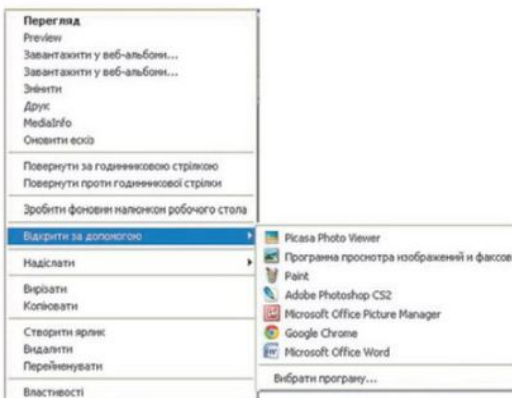 Перегляд
Preview
Завантажити у веб-альбоми...
Завантажити у веб-альбоми...
Змінити
Друк
MediaInfo
Оновити ескіз
Повернути за годинниковою стрілкою
Повернути проти годинникової стрілки
Зробити фоновим малюнком робочого стола
Відкрити за допомогою
Надіслати
Вирізати
Копіювати
Створити ярлик
Видалити
Перейменувати
Властивості
Picasa Photo Viewer
Программа просмотра изображений и факсов
Paint
Adobe Photoshop CS2
Microsoft Office Picture Manager
Google Chrome
Microsoft Office Word
Вибрати програму...